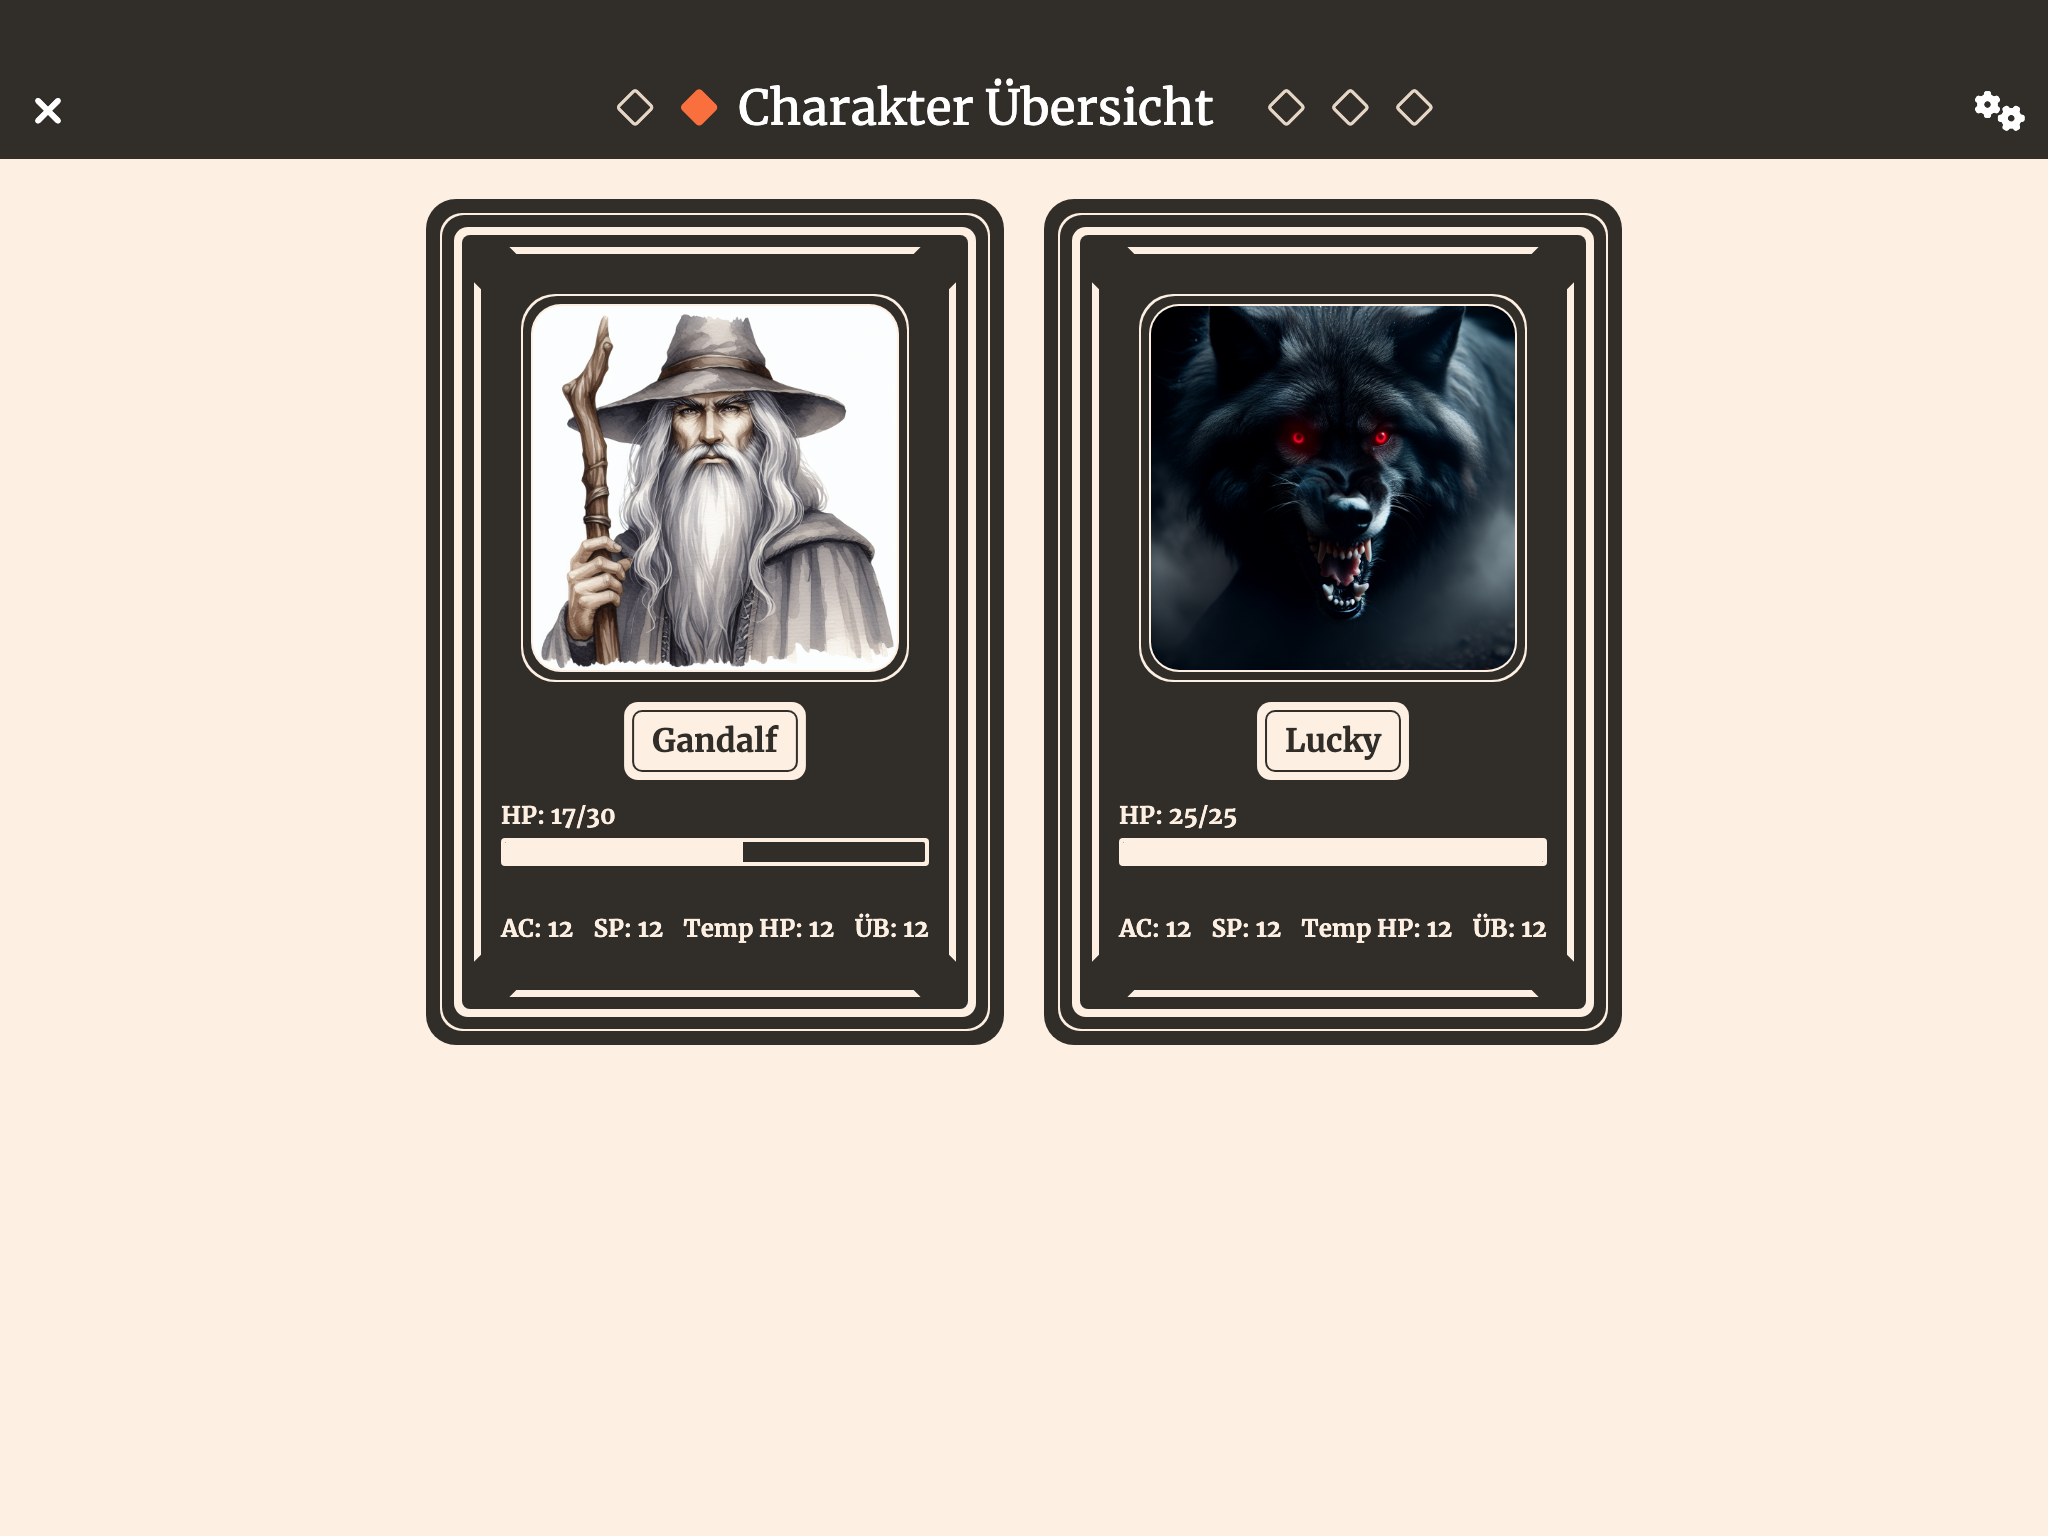 Charakter Übersicht
Gandalf
HP: 17/30
AC: 12 SP: 12 Temp HP: 12 ÜB: 12
Lucky
HP: 25/25
AC: 12 SP: 12 Temp HP: 12 ÜB: 12